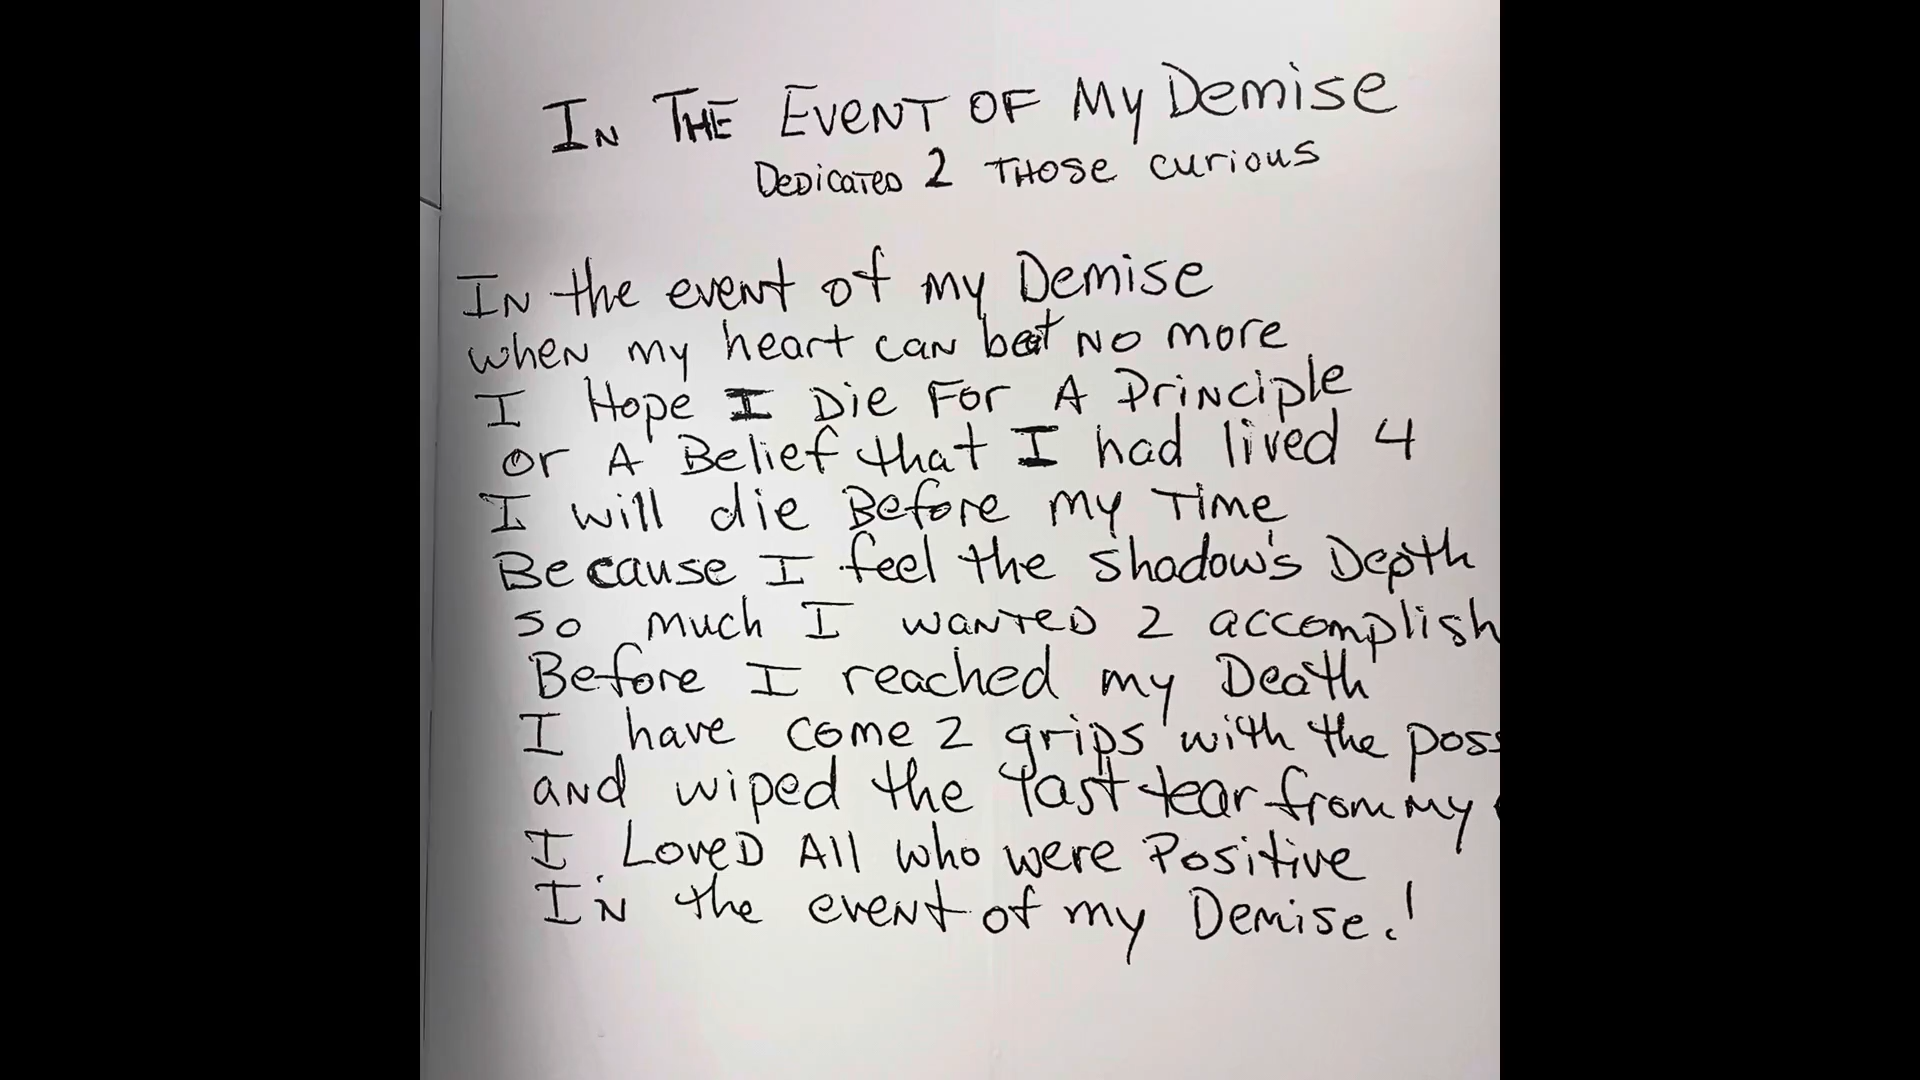 IN THE EVENT OF My Demise
DEDICATED 2 THOSE curious
IN the event of my Demise
when my heart can beat no more
I Hope I Die For A Principle
or A Belief that I had lived 4
I will die Before my Time
Because I feel the shadow's Depth
so much I wanted 2 accomplish
Before I reached my Death
I have come 2 grips with the poss
and wiped the last tear from my
I LoveD All who were Positive
In the event of my Demise!